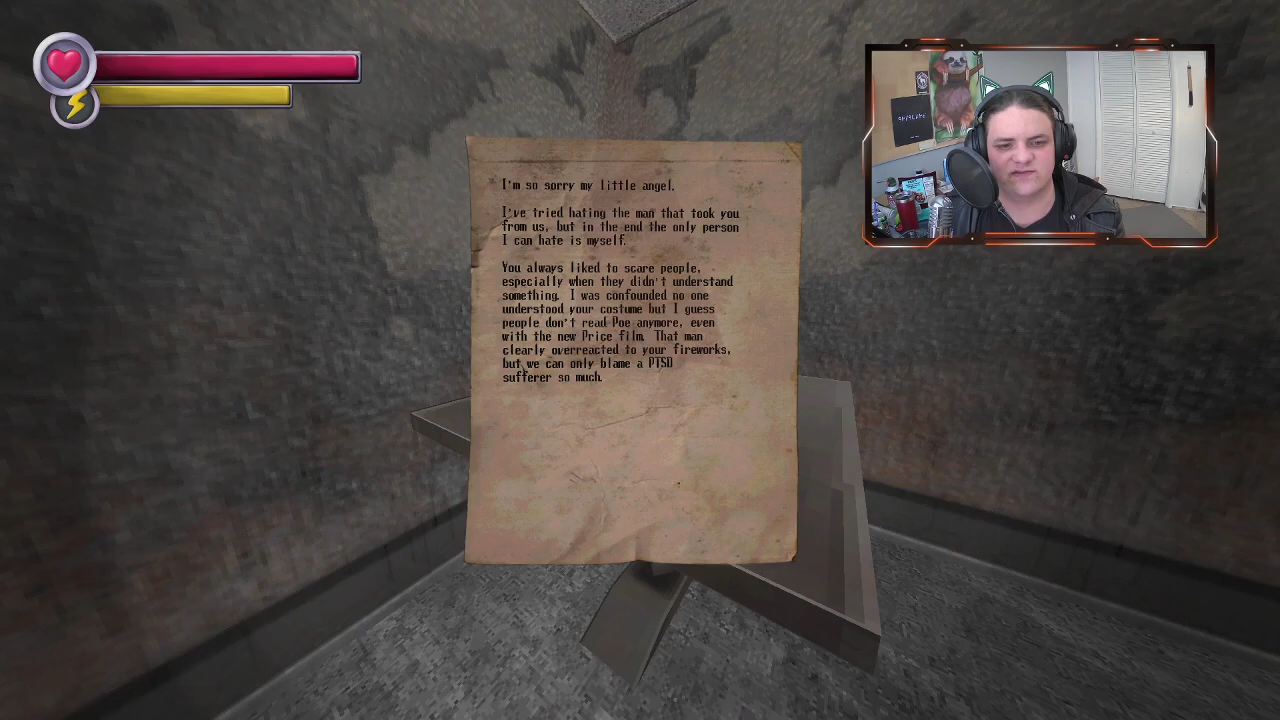 I'm so sorry my little angel.
I've tried hating the man that took you
from us, but in the end the only person
I can hate is myself.
You always liked to scare people,
especially when they didn't understand
something. I was confounded no one
understood your costume but I guess
people don't read Poe anymore, even
with the new Price film. That man
clearly overreacted to your fireworks,
but we can only blame a PTSD
sufferer so much.